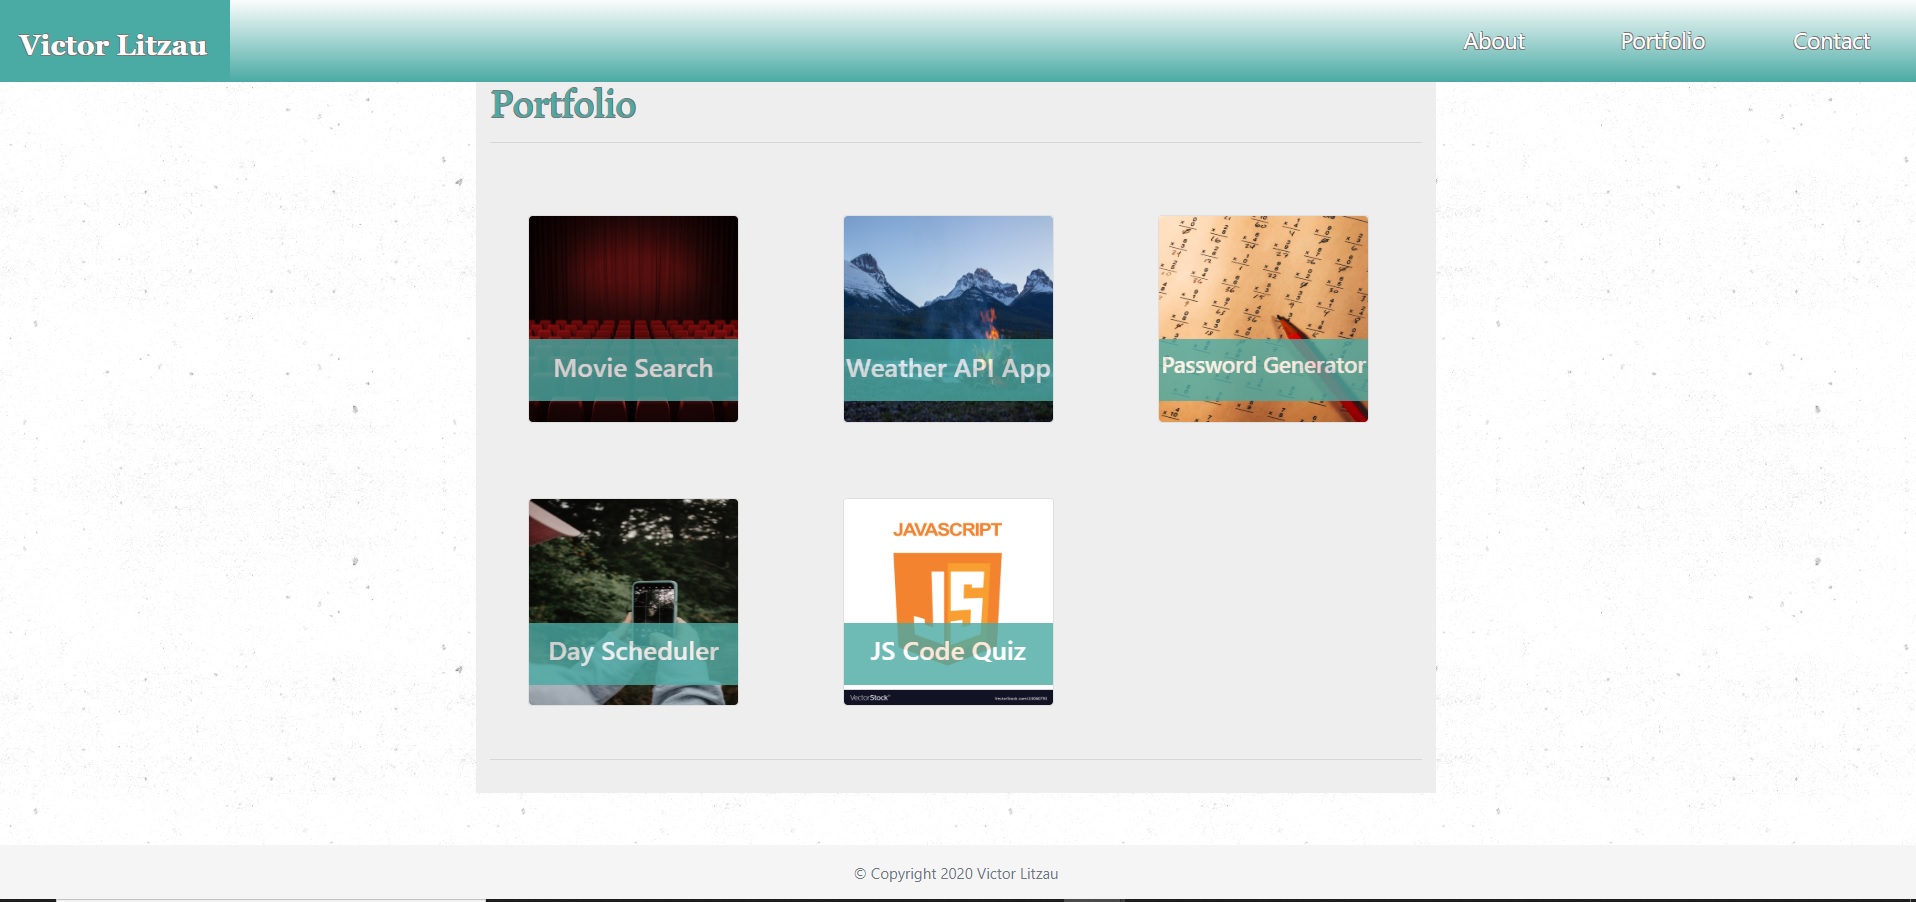 Victor Litzau
About Portfolio Contact
Portfolio
Movie Search
Weather API App
Password Generator
Day Scheduler
JAVASCRIPT
JS
JS Code Quiz
VectorStock®
© Copyright 2020 Victor Litzau